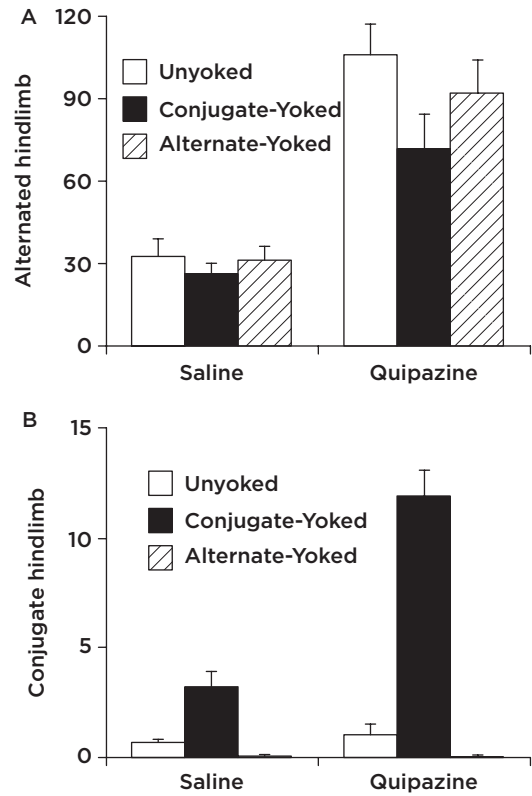 A
120
90
60
30
0
Alternated hindlimb
Unyoked
Conjugate-Yoked
Alternate-Yoked
Saline Quipazine
B
15
10
5
0
Conjugate hindlimb
Unyoked
Conjugate-Yoked
Alternate-Yoked
Saline Quipazine